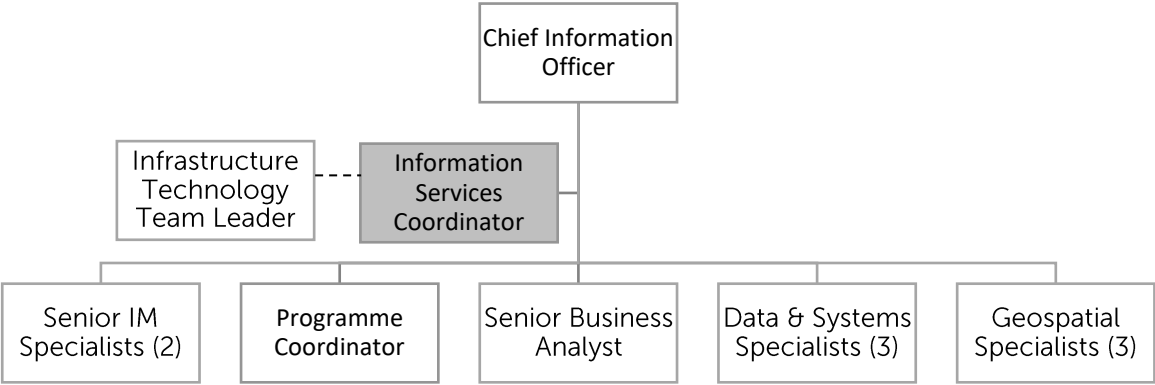 Chief Information
Officer
Infrastructure
Technology
Team Leader
Information
Services
Coordinator
Senior IM
Specialists (2)
Programme
Coordinator
Senior Business
Analyst
Data & Systems
Specialists (3)
Geospatial
Specialists (3)